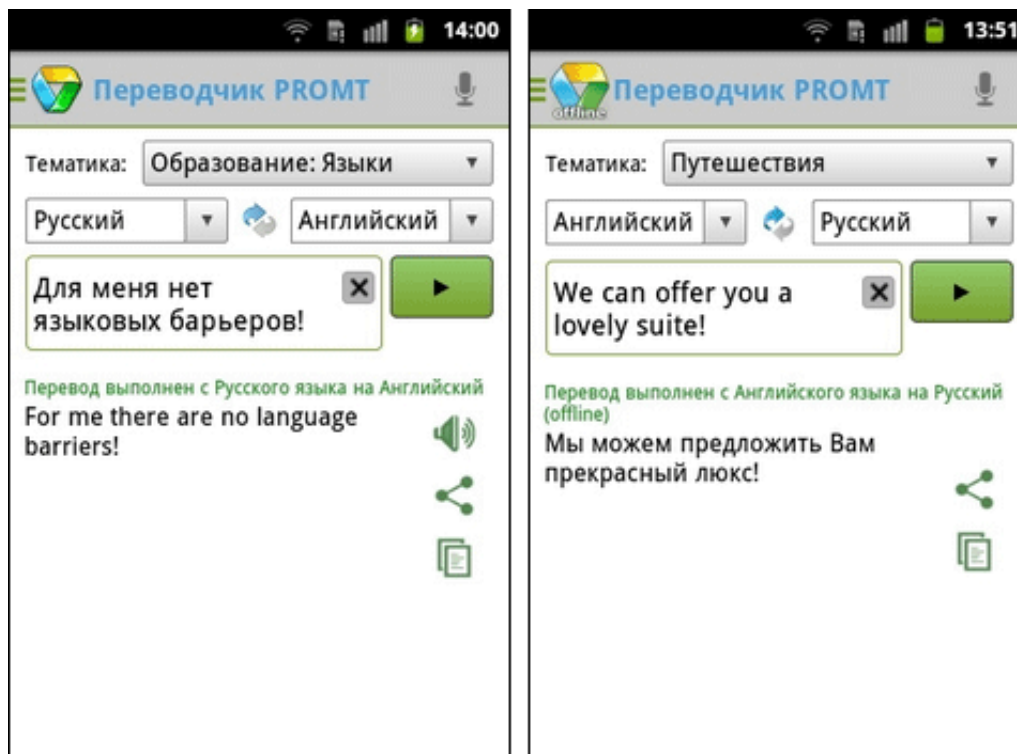 14:00
Переводчик PROMT
Тематика: Образование: Языки
Русский Английский
Для меня нет
языковых барьеров!
Перевод выполнен с Русского языка на Английский
For me there are no language
barriers!
13:51
offline
Переводчик PROMT
Тематика: Путешествия
Английский Русский
We can offer you a
lovely suite!
Перевод выполнен с Английского языка на Русский
(offline)
Мы можем предложить Вам
прекрасный люкс!